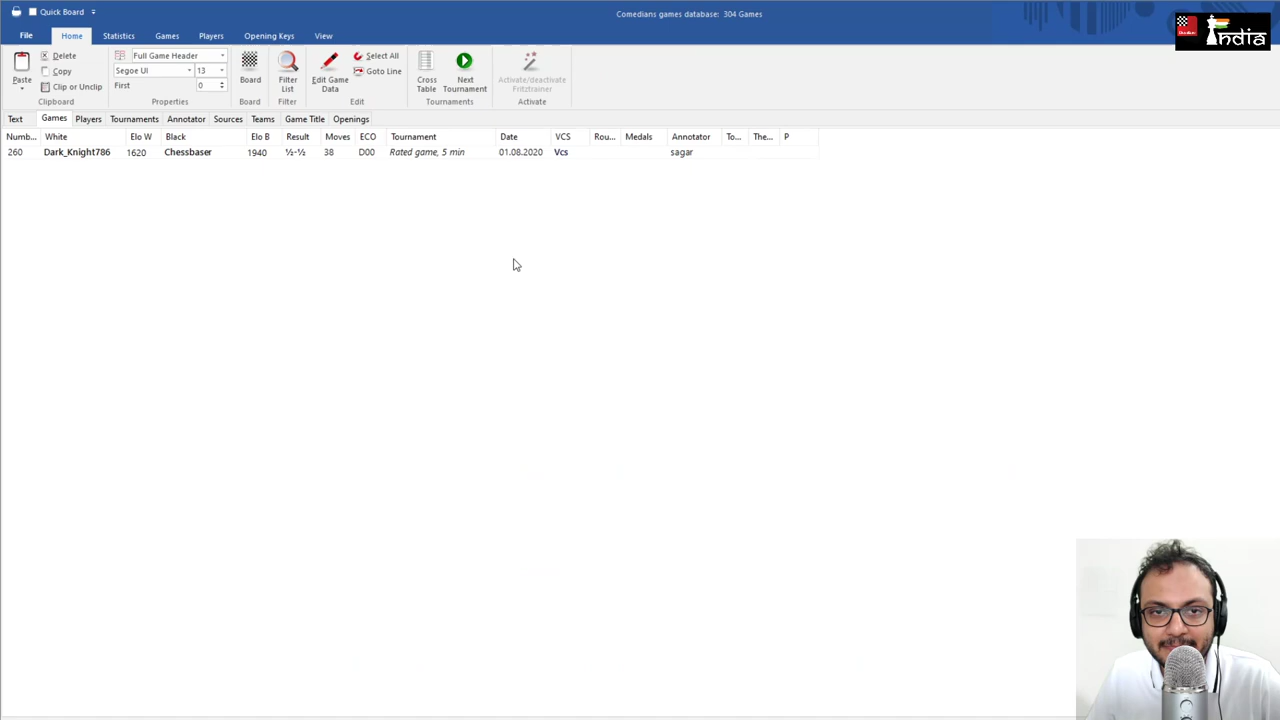 Quick Board
Comedians games database: 304 Games
ChessBase
India
File Home Statistics Games Players Opening Keys View
Paste
Delete
Copy
Clip or Unclip
Clipboard
Full Game Header
Segoe UI 13
First 0
Properties
Board
Board
Filter List
Filter
Edit Game Data
Select All
Goto Line
Edit
Cross Table
Next Tournament
Tournaments
Activate/deactivate Fritztrainer
Activate
Text Games Players Tournaments Annotator Sources Teams Game Title Openings
Numb... White Elo W Black Elo B Result Moves ECO Tournament Date VCS Rou... Medals Annotator To... The... P
260 Dark_Knight786 1620 Chessbaser 1940 ½-½ 38 D00 Rated game, 5 min 01.08.2020 Vcs sagar